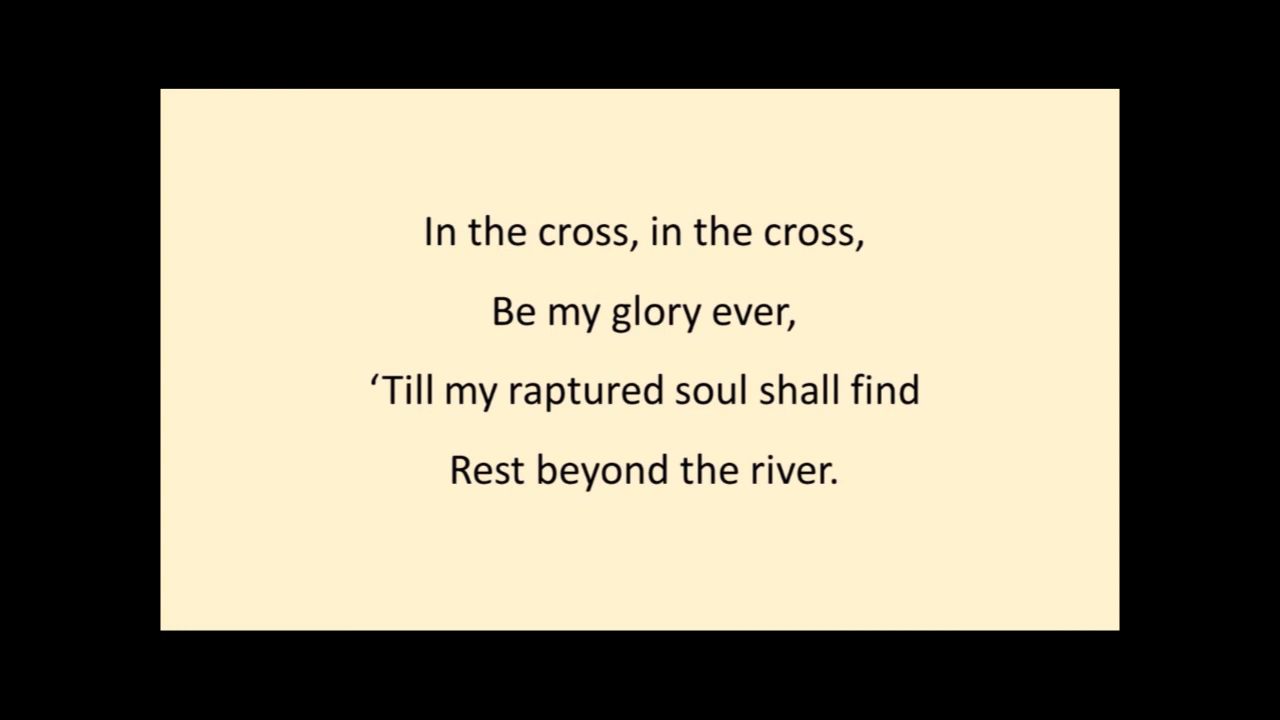 In the cross, in the cross,
Be my glory ever,
‘Till my raptured soul shall find
Rest beyond the river.